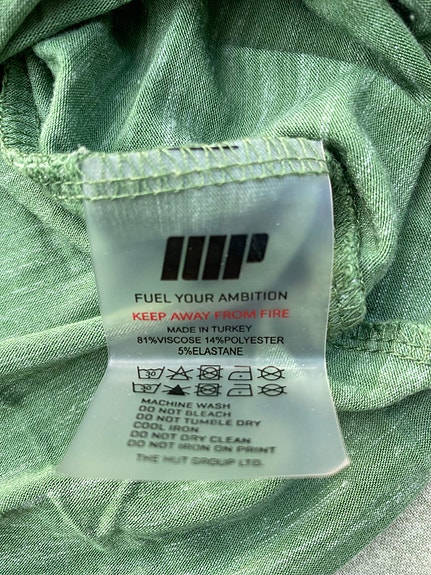 MP
FUEL YOUR AMBITION
KEEP AWAY FROM FIRE
MADE IN TURKEY
81%VISCOSE 14%POLYESTER
5%ELASTANE
30
MACHINE WASH
DO NOT BLEACH
DO NOT TUMBLE DRY
COOL IRON
DO NOT DRY CLEAN
DO NOT IRON ON PRINT
THE HUT GROUP LTD.